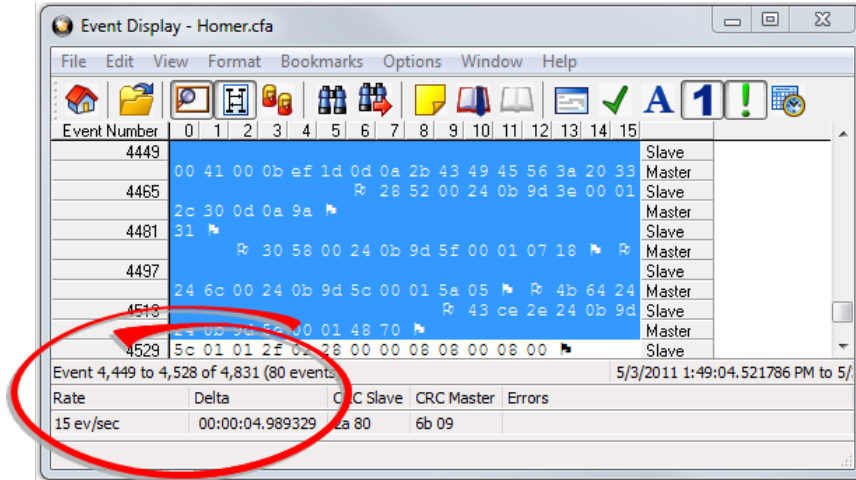 Event Display - Homer.cfa
File Edit View Format Bookmarks Options Window Help
Event Number 0 1 2 3 4 5 6 7 8 9 10 11 12 13 14 15
4449 Slave
00 41 00 0b ef 1d 0d 0a 2b 43 49 45 56 3a 20 33 Master
4465 28 52 00 24 0b 9d 3e 00 01 Slave
2c 30 0d 0a 9a Master
4481 31 Slave
30 58 00 24 0b 9d 5f 00 01 07 18 Master
4497 Slave
24 6c 00 24 0b 9d 5c 00 01 5a 05 4b 64 24 Master
4513 43 ce 2e 24 0b 9d Slave
24 0b 9d 5e 00 01 48 70 Master
4529 5c 01 01 2f 02 28 00 00 08 08 00 08 00 Slave
Event 4,449 to 4,528 of 4,831 (80 events) 5/3/2011 1:49:04.521786 PM to 5/
Rate Delta CRC Slave CRC Master Errors
15 ev/sec 00:00:04.989329 2a 80 6b 09